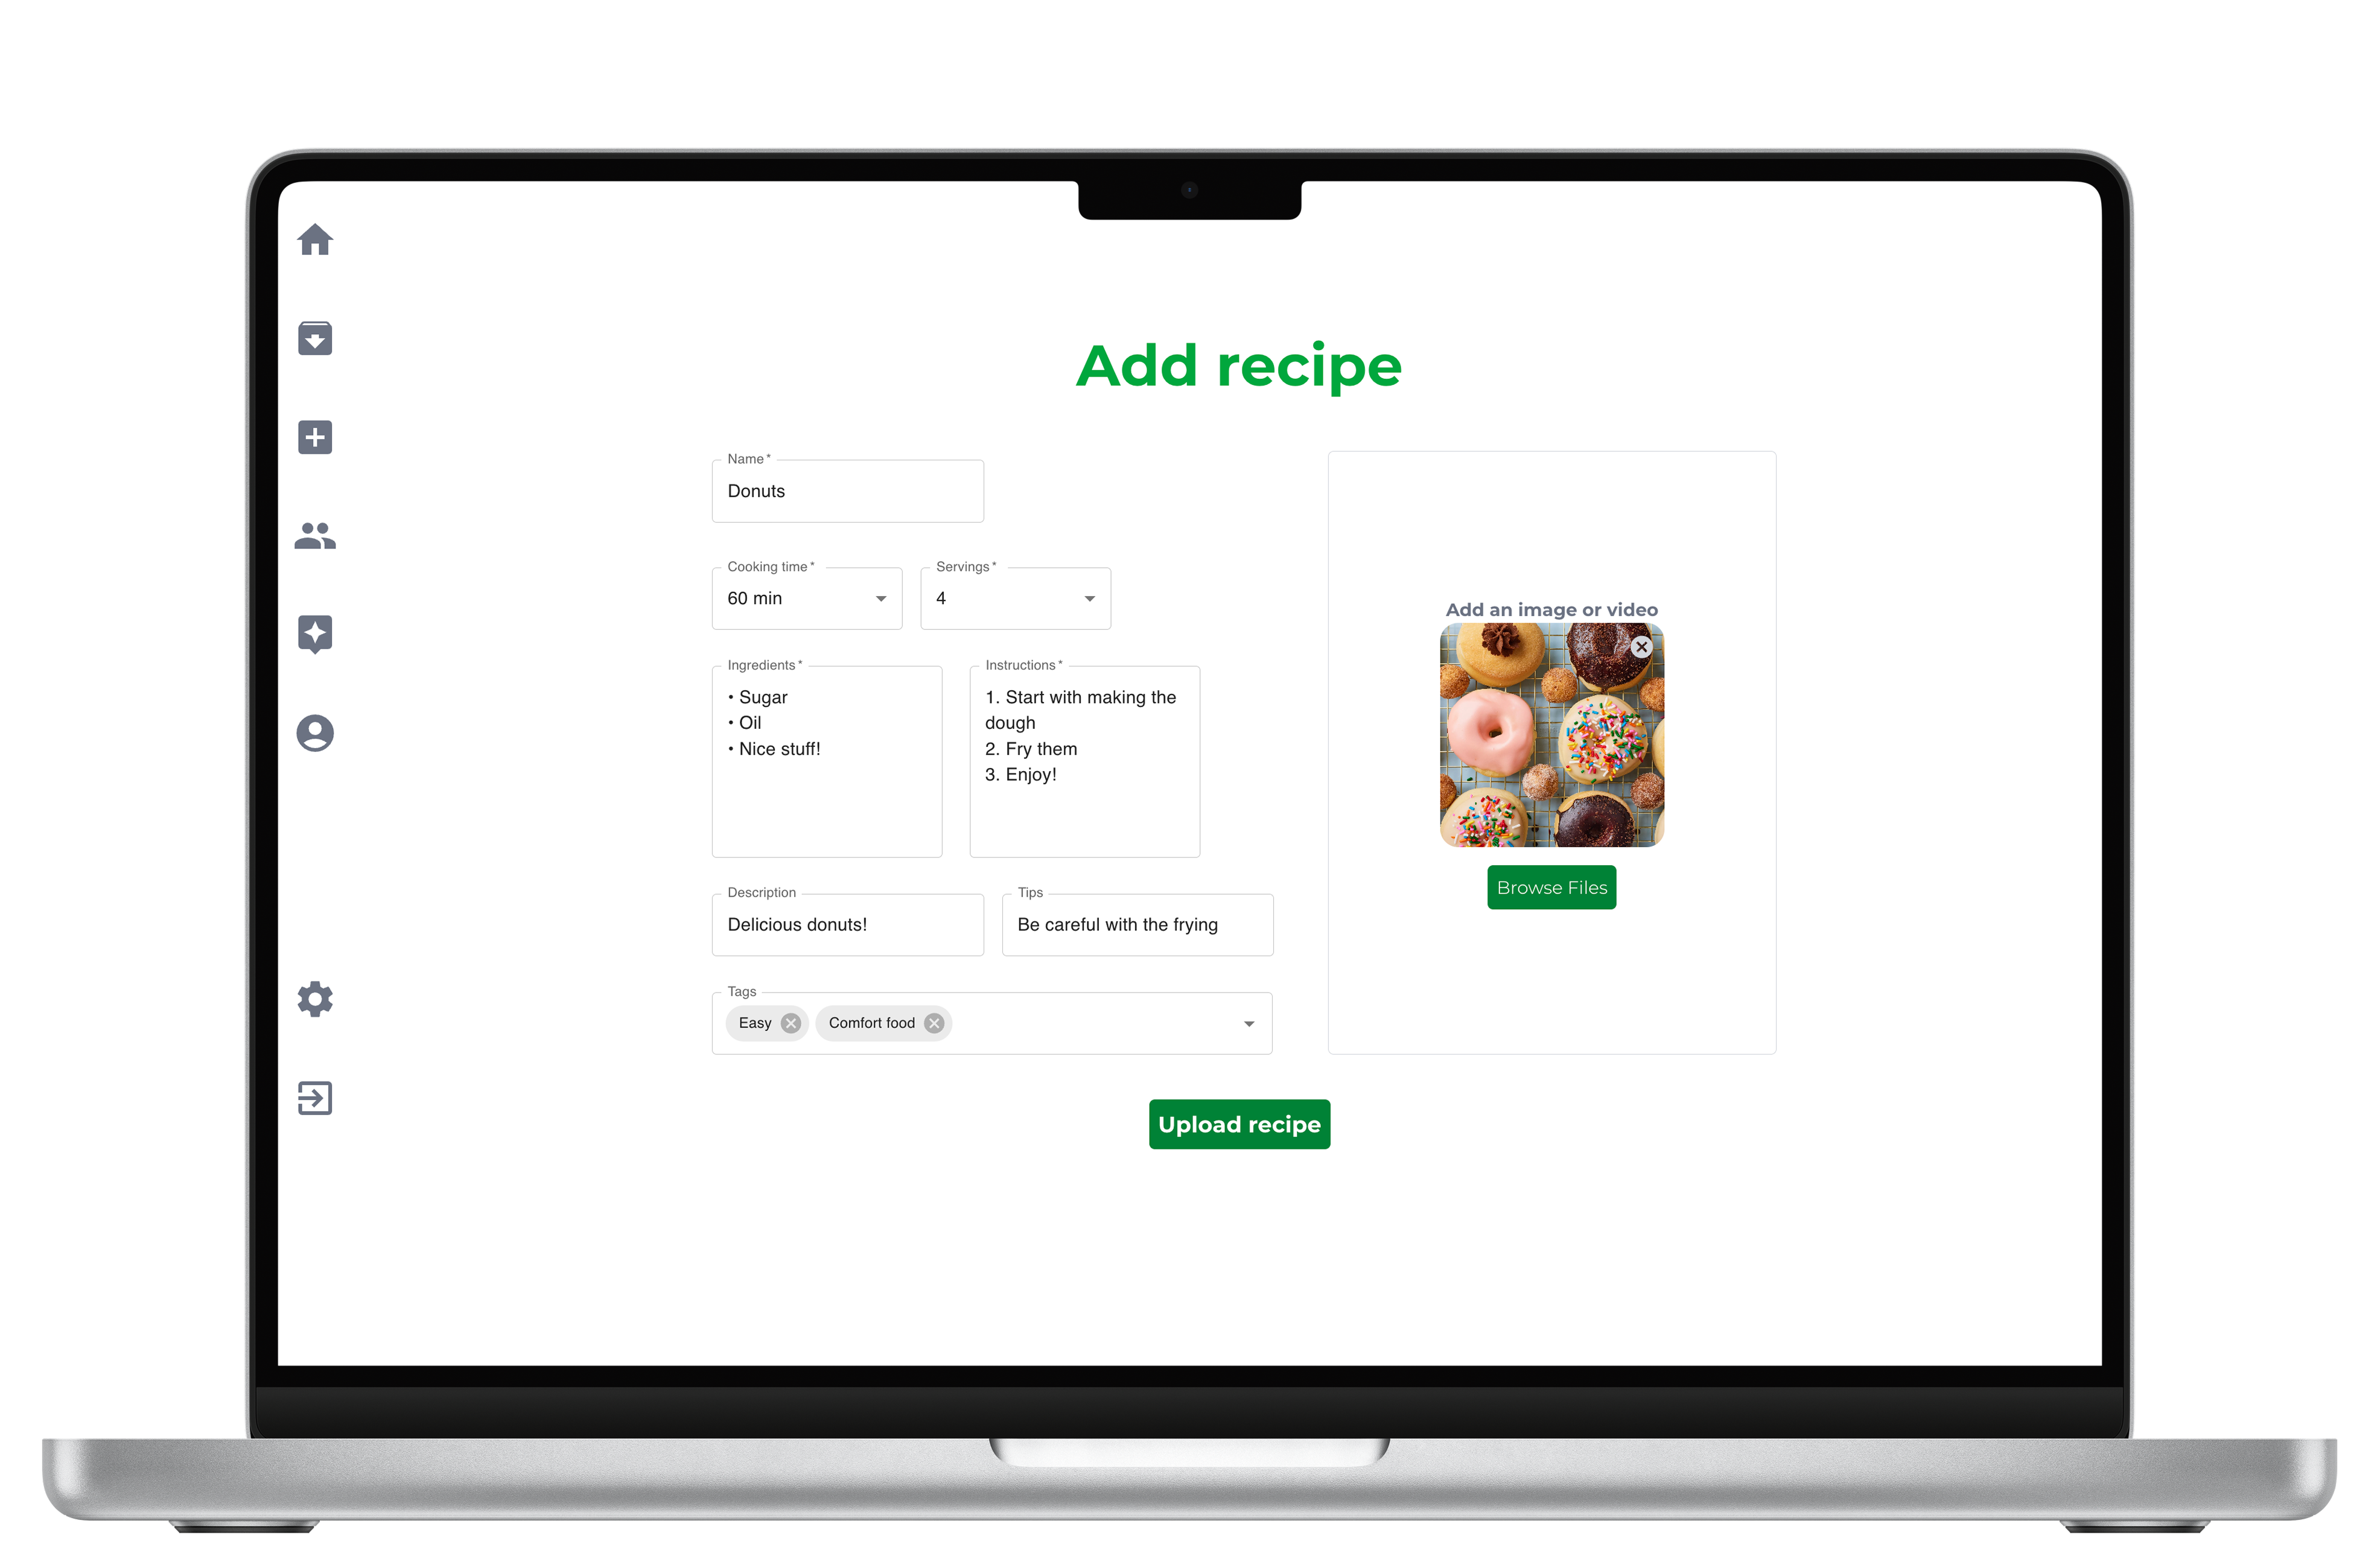 Add recipe
Name *
Donuts
Cooking time *
60 min
Servings *
4
Ingredients *
• Sugar
• Oil
• Nice stuff!
Instructions *
1. Start with making the
dough
2. Fry them
3. Enjoy!
Description
Delicious donuts!
Tips
Be careful with the frying
Tags
Easy
Comfort food
Add an image or video
Browse Files
Upload recipe